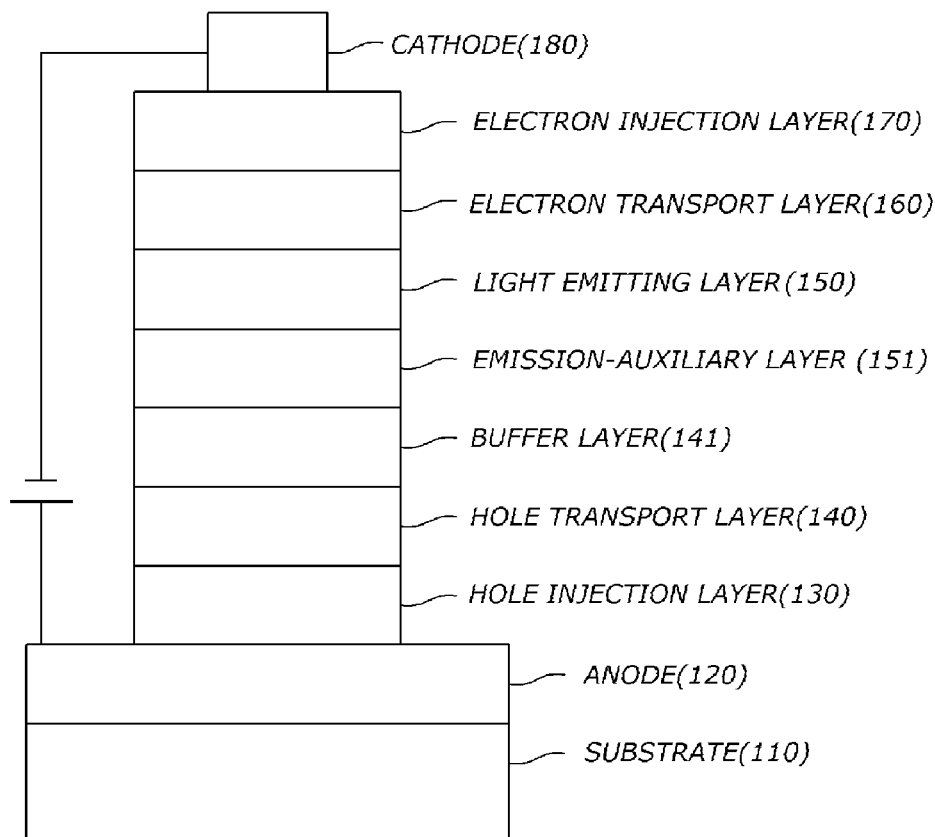 CATHODE(180)
ELECTRON INJECTION LAYER(170)
ELECTRON TRANSPORT LAYER(160)
LIGHT EMITTING LAYER(150)
EMISSION-AUXILIARY LAYER (151)
BUFFER LAYER(141)
HOLE TRANSPORT LAYER(140)
HOLE INJECTION LAYER(130)
ANODE(120)
SUBSTRATE(110)